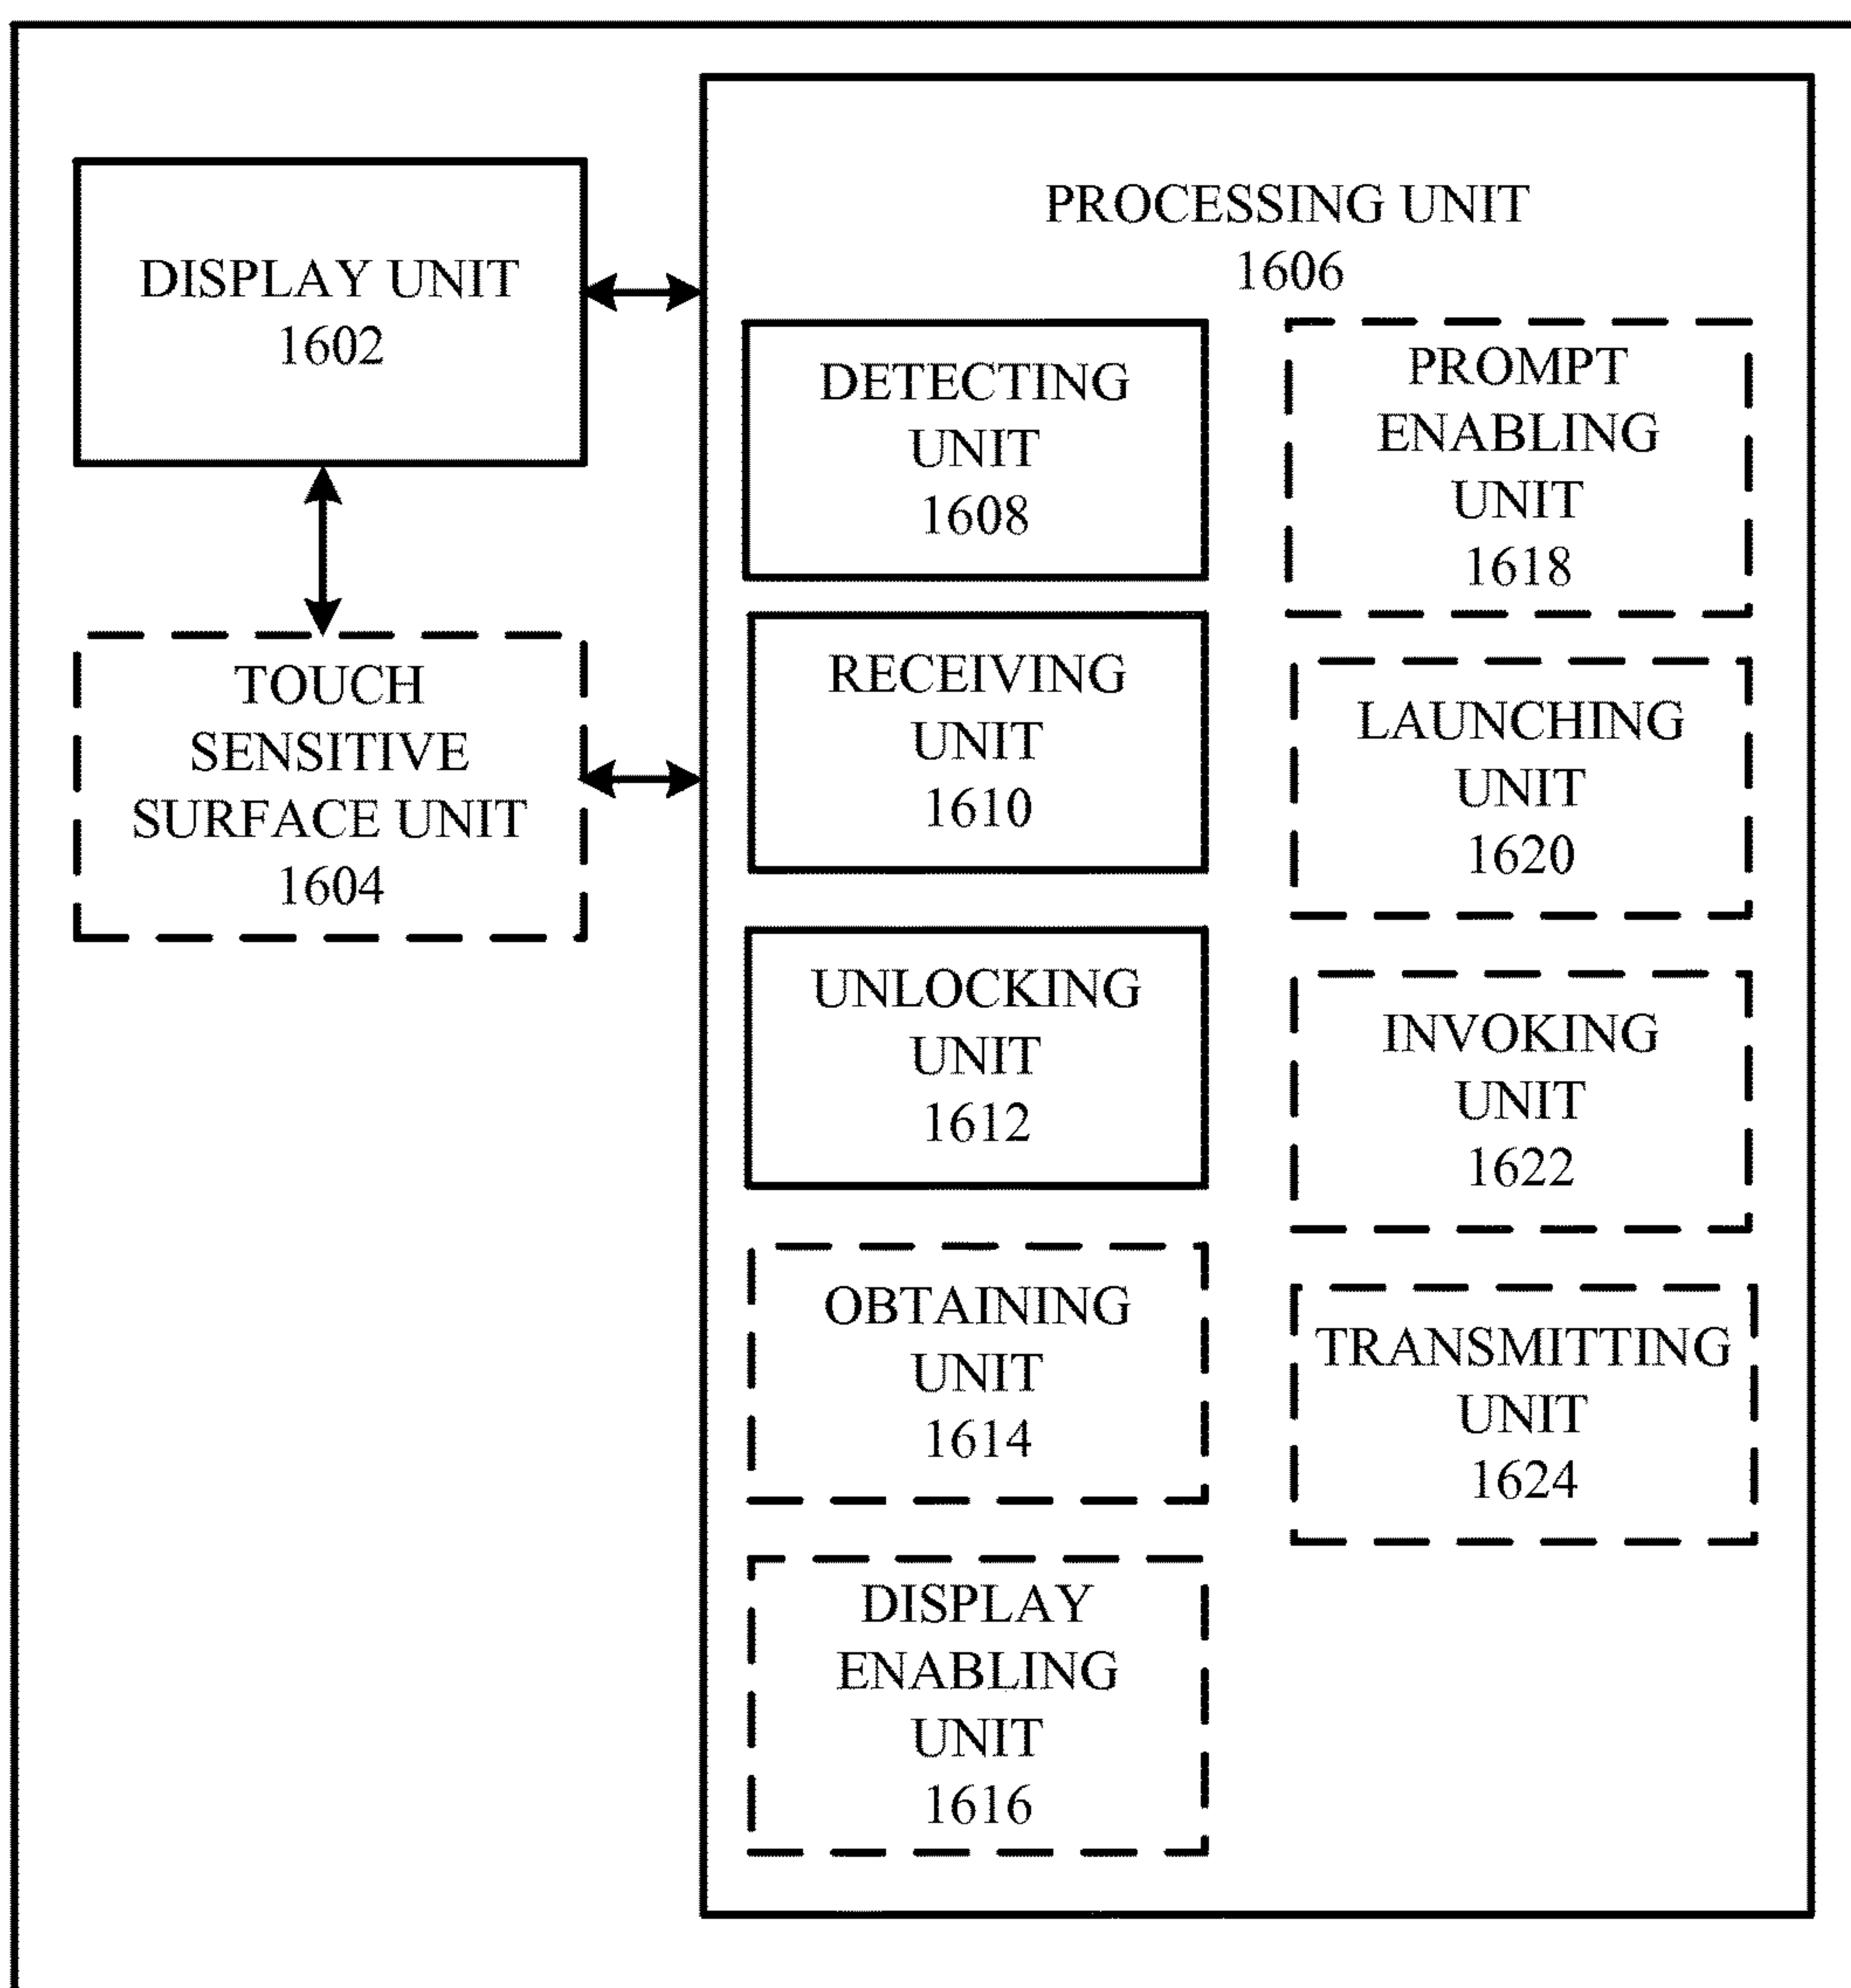 DISPLAY UNIT
1602
TOUCH
SENSITIVE
SURFACE UNIT
1604
PROCESSING UNIT
1606
DETECTING
UNIT
1608
RECEIVING
UNIT
1610
UNLOCKING
UNIT
1612
OBTAINING
UNIT
1614
DISPLAY
ENABLING
UNIT
1616
PROMPT
ENABLING
UNIT
1618
LAUNCHING
UNIT
1620
INVOKING
UNIT
1622
TRANSMITTING
UNIT
1624